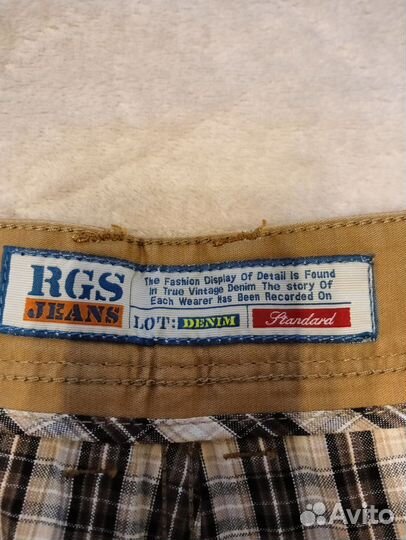 RGS
JEANS
The Fashion Display Of Detail Is Found
In True Vintage Denim The Story Of
Each Wearer Has Been Recorded On
LOT: DENIM Standard
Avito